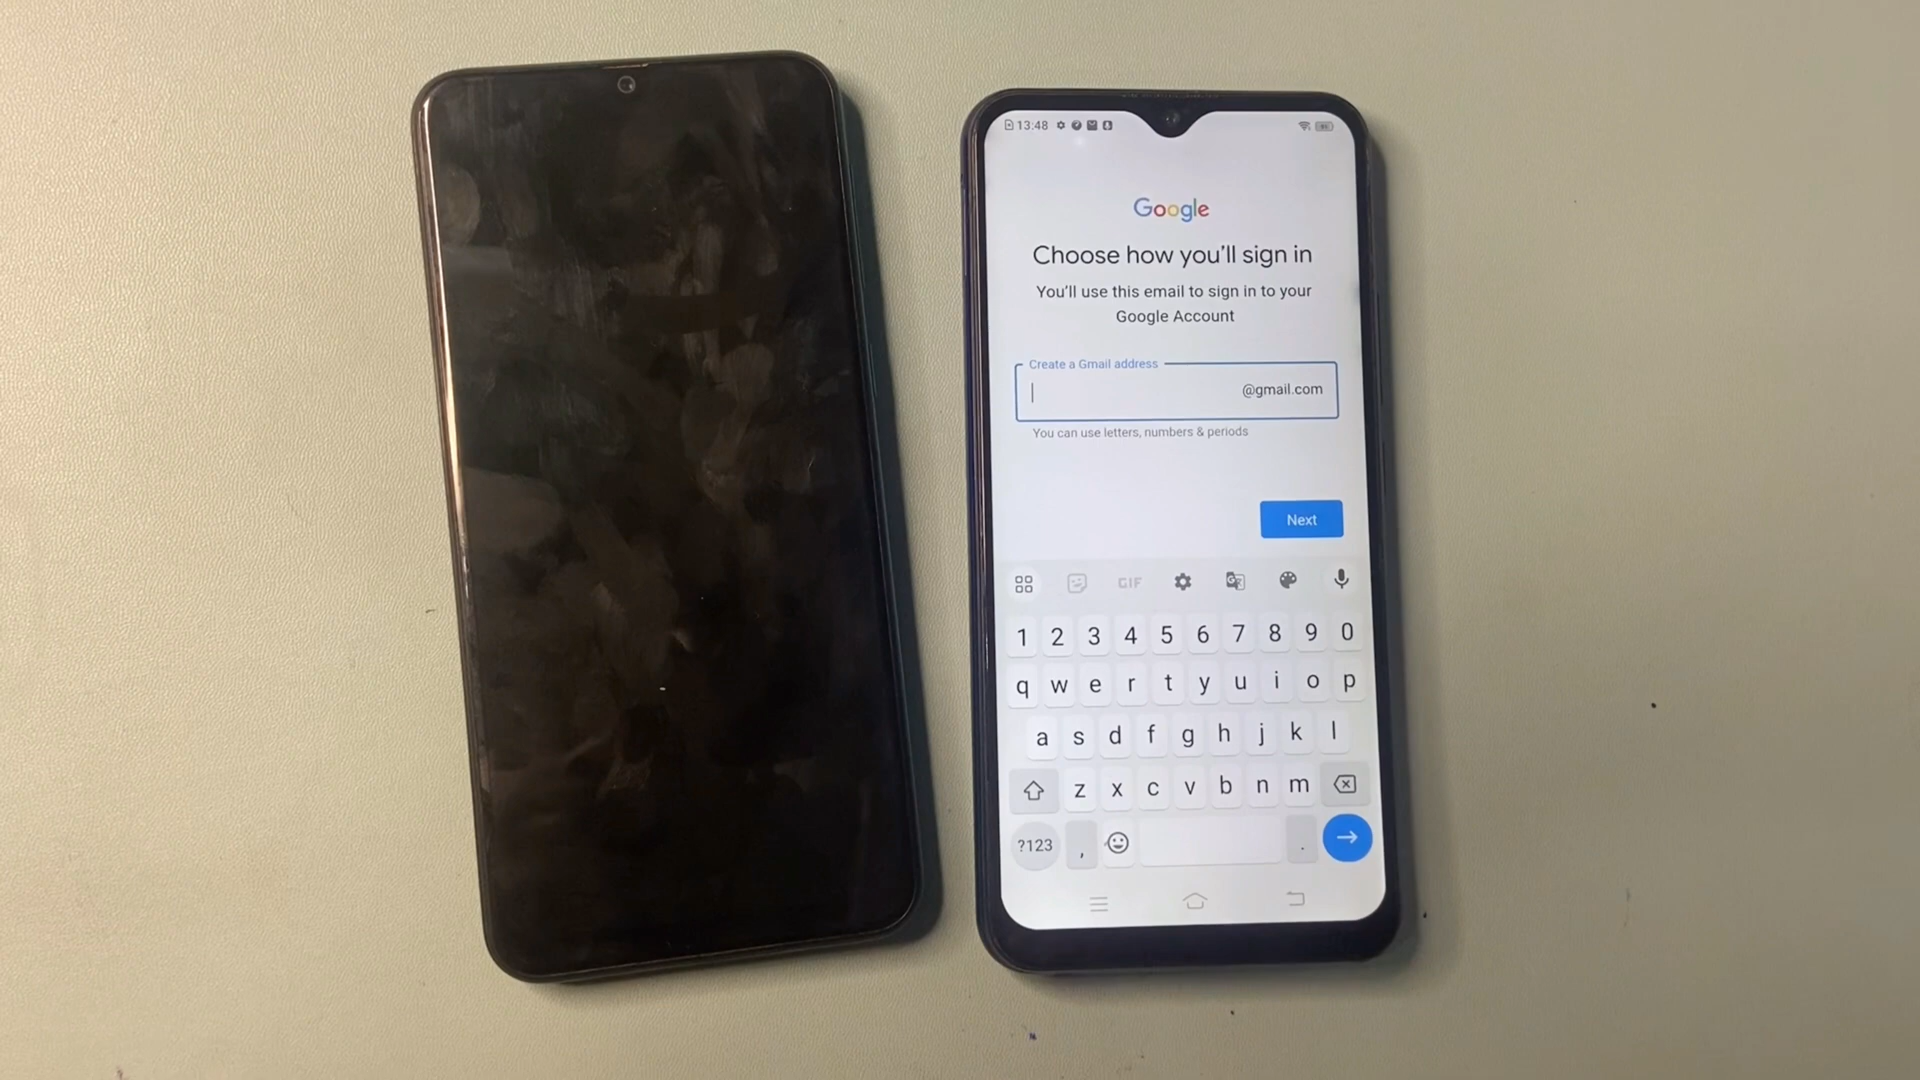 13:48
Google
Choose how you'll sign in
You'll use this email to sign in to your
Google Account
Create a Gmail address
@gmail.com
You can use letters, numbers & periods
Next
GIF
1 2 3 4 5 6 7 8 9 0
q w e r t y u i o p
a s d f g h j k l
z x c v b n m
?123 , .